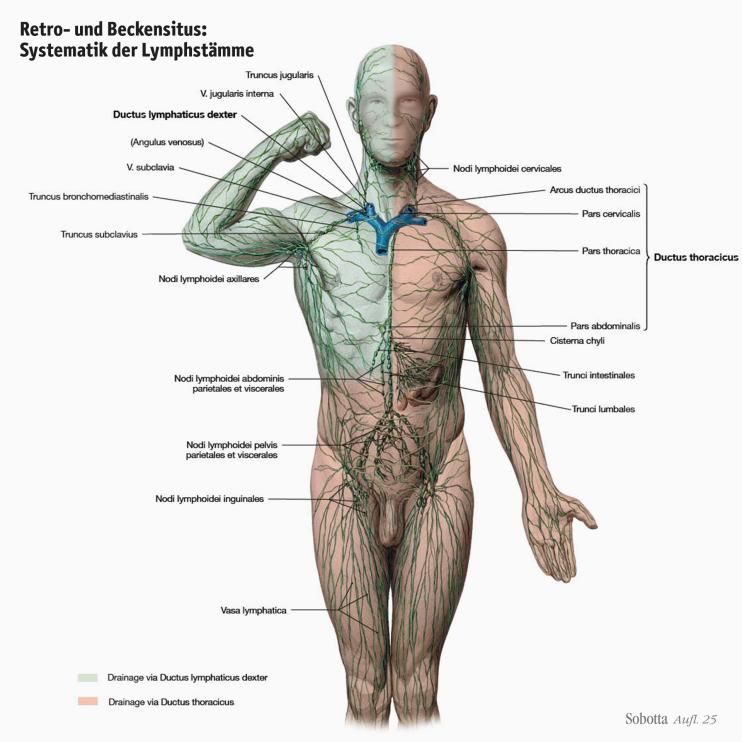 Retro- und Beckensitus:
Systematik der Lymphstämme
Truncus jugularis
V. jugularis interna
Ductus lymphaticus dexter
(Angulus venosus)
V. subclavia
Truncus bronchomediastinalis
Truncus subclavius
Nodi lymphoidei axillares
Nodi lymphoidei abdominis
parietales et viscerales
Nodi lymphoidei pelvis
parietales et viscerales
Nodi lymphoidei inguinales
Vasa lymphatica
Nodi lymphoidei cervicales
Arcus ductus thoracici
Pars cervicalis
Pars thoracica
Ductus thoracicus
Pars abdominalis
Cisterna chyli
Trunci intestinales
Trunci lumbales
Drainage via Ductus lymphaticus dexter
Drainage via Ductus thoracicus
Sobotta Aufl. 25